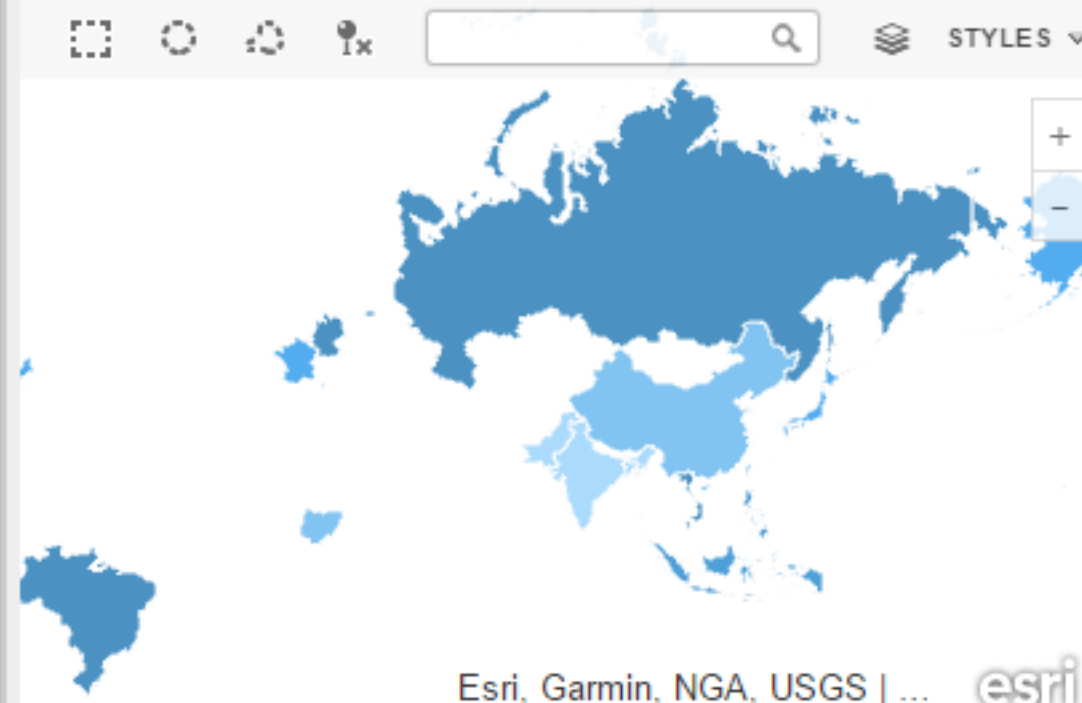 STYLES
+
−
Esri, Garmin, NGA, USGS | ...
esri